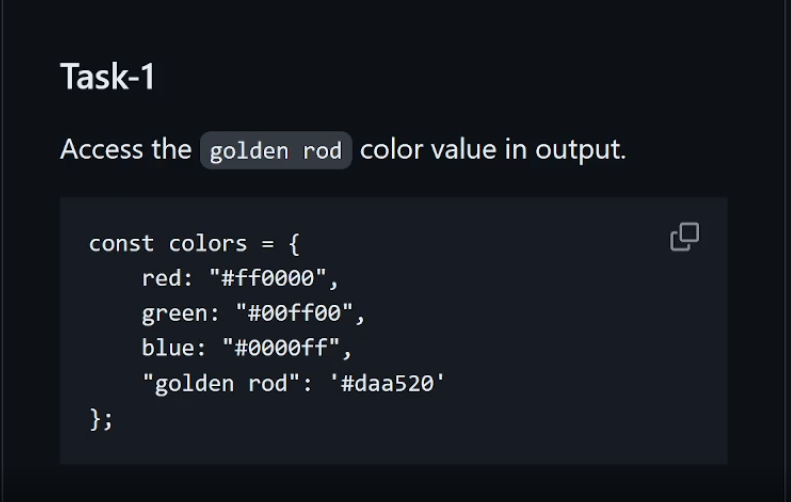 Task-1
Access the golden rod color value in output.
const colors = {
    red: "#ff0000",
    green: "#00ff00",
    blue: "#0000ff",
    "golden rod": '#daa520'
};